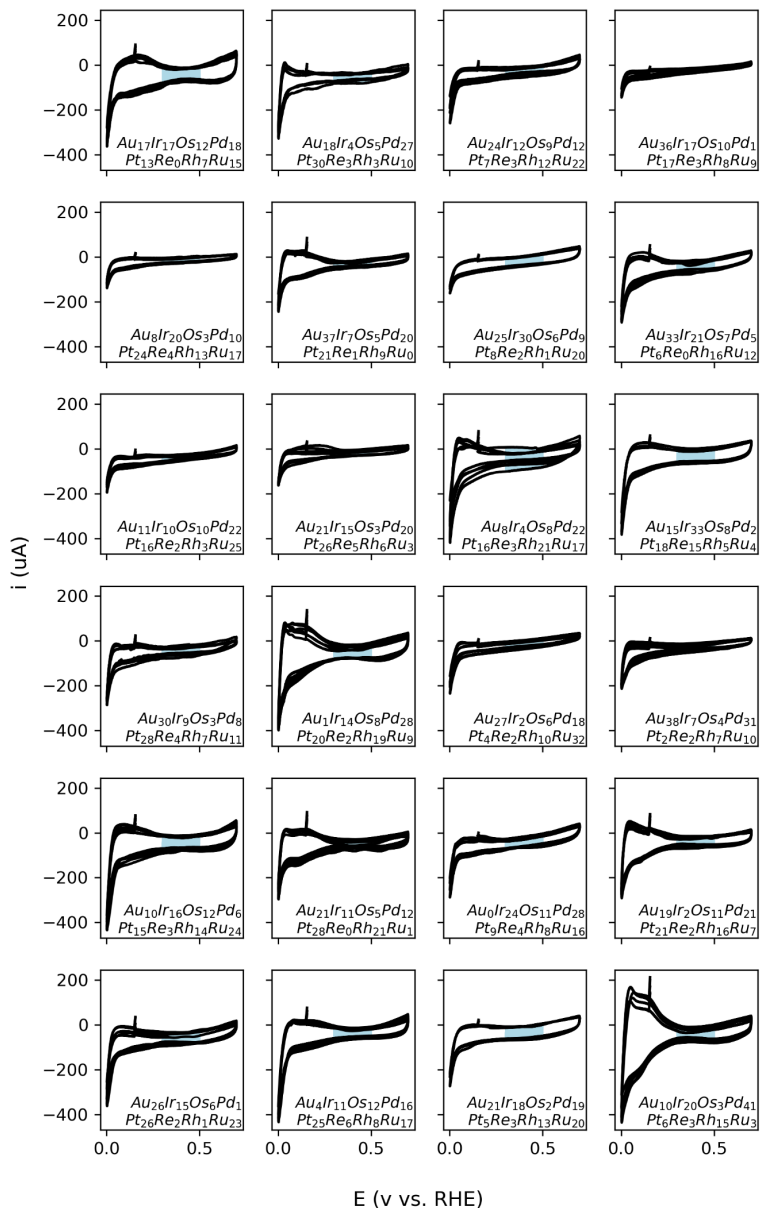 200
0
−200
−400
Au₁₇Ir₁₇Os₁₂Pd₁₈
Pt₁₃Re₀Rh₇Ru₁₅
Au₁₈Ir₄Os₅Pd₂₇
Pt₃₀Re₃Rh₃Ru₁₀
Au₂₄Ir₁₂Os₉Pd₁₂
Pt₇Re₃Rh₁₂Ru₂₂
Au₃₆Ir₁₇Os₁₀Pd₁
Pt₁₇Re₃Rh₈Ru₉
200
0
−200
−400
Au₈Ir₂₀Os₃Pd₁₀
Pt₂₄Re₄Rh₁₃Ru₁₇
Au₃₇Ir₇Os₅Pd₂₀
Pt₂₁Re₁Rh₉Ru₀
Au₂₅Ir₃₀Os₆Pd₉
Pt₈Re₂Rh₁Ru₂₀
Au₃₃Ir₂₁Os₇Pd₅
Pt₆Re₀Rh₁₆Ru₁₂
200
0
−200
−400
Au₁₁Ir₁₀Os₁₀Pd₂₂
Pt₁₆Re₂Rh₃Ru₂₅
Au₂₁Ir₁₅Os₃Pd₂₀
Pt₂₆Re₅Rh₆Ru₃
Au₈Ir₄Os₈Pd₂₂
Pt₁₆Re₃Rh₂₁Ru₁₇
Au₁₅Ir₃₃Os₈Pd₂
Pt₁₈Re₁₅Rh₅Ru₄
i (uA)
200
0
−200
−400
Au₃₀Ir₉Os₃Pd₈
Pt₂₈Re₄Rh₇Ru₁₁
Au₁Ir₁₄Os₈Pd₂₈
Pt₂₀Re₂Rh₁₉Ru₉
Au₂₇Ir₂Os₆Pd₁₈
Pt₄Re₂Rh₁₀Ru₃₂
Au₃₈Ir₇Os₄Pd₃₁
Pt₂Re₂Rh₇Ru₁₀
200
0
−200
−400
Au₁₀Ir₁₆Os₁₂Pd₆
Pt₁₅Re₃Rh₁₄Ru₂₄
Au₂₁Ir₁₁Os₅Pd₁₂
Pt₂₈Re₀Rh₂₁Ru₁
Au₀Ir₂₄Os₁₁Pd₂₈
Pt₉Re₄Rh₈Ru₁₆
Au₁₉Ir₂Os₁₁Pd₂₁
Pt₂₁Re₂Rh₁₆Ru₇
200
0
−200
−400
Au₂₆Ir₁₅Os₆Pd₁
Pt₂₆Re₂Rh₁Ru₂₃
Au₄Ir₁₁Os₁₂Pd₁₆
Pt₂₅Re₆Rh₈Ru₁₇
Au₂₁Ir₁₈Os₂Pd₁₉
Pt₅Re₃Rh₁₃Ru₂₀
Au₁₀Ir₂₀Os₃Pd₄₁
Pt₆Re₃Rh₁₅Ru₃
0.0 0.5
0.0 0.5
0.0 0.5
0.0 0.5
E (v vs. RHE)